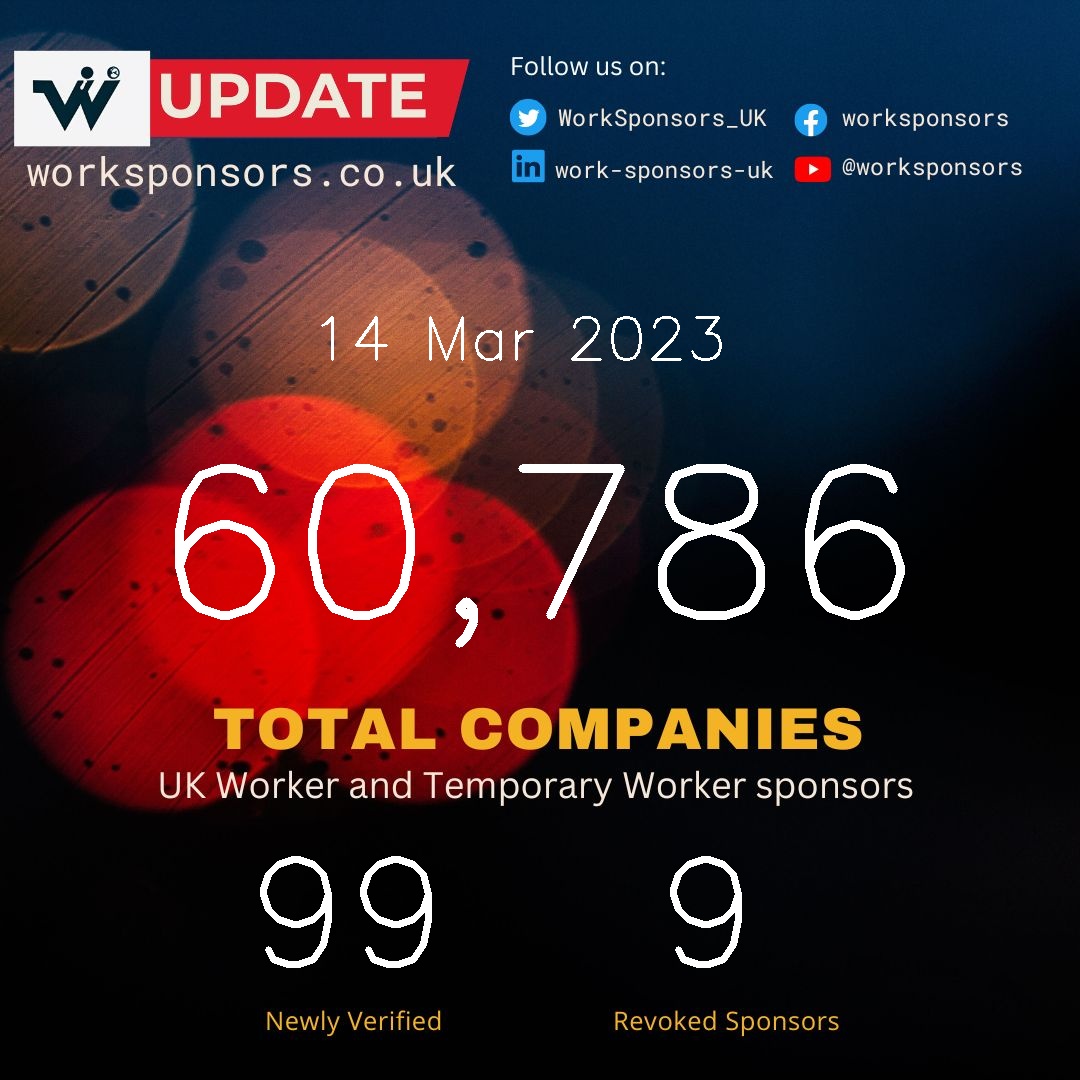 UPDATE
worksponsors.co.uk
Follow us on:
WorkSponsors_UK
worksponsors
work-sponsors-uk
@worksponsors
14 Mar 2023
60,786
TOTAL COMPANIES
UK Worker and Temporary Worker sponsors
99
9
Newly Verified
Revoked Sponsors